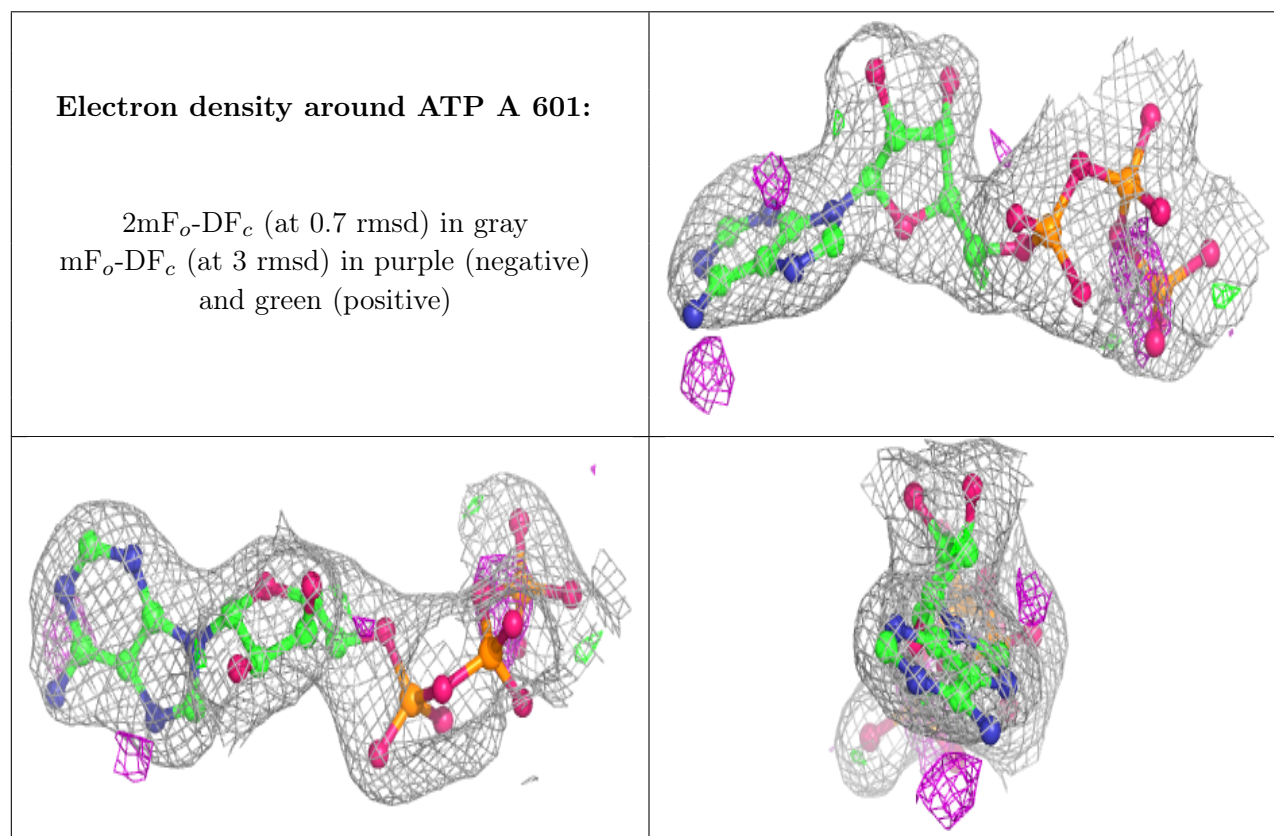 Electron density around ATP A 601:
2mFo-DFc (at 0.7 rmsd) in gray
mFo-DFc (at 3 rmsd) in purple (negative)
and green (positive)